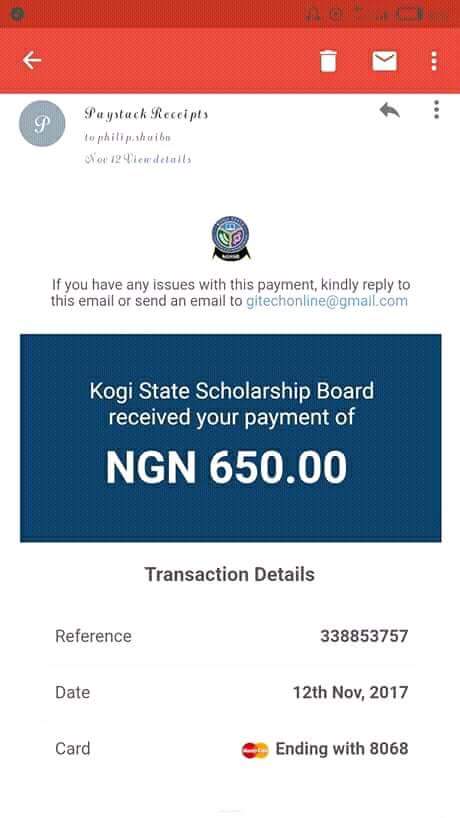 Paystack Receipts
to philip.shaibu
Nov 12 View details
If you have any issues with this payment, kindly reply to
this email or send an email to gitechonline@gmail.com
Kogi State Scholarship Board
received your payment of
NGN 650.00
Transaction Details
Reference 338853757
Date 12th Nov, 2017
Card Ending with 8068